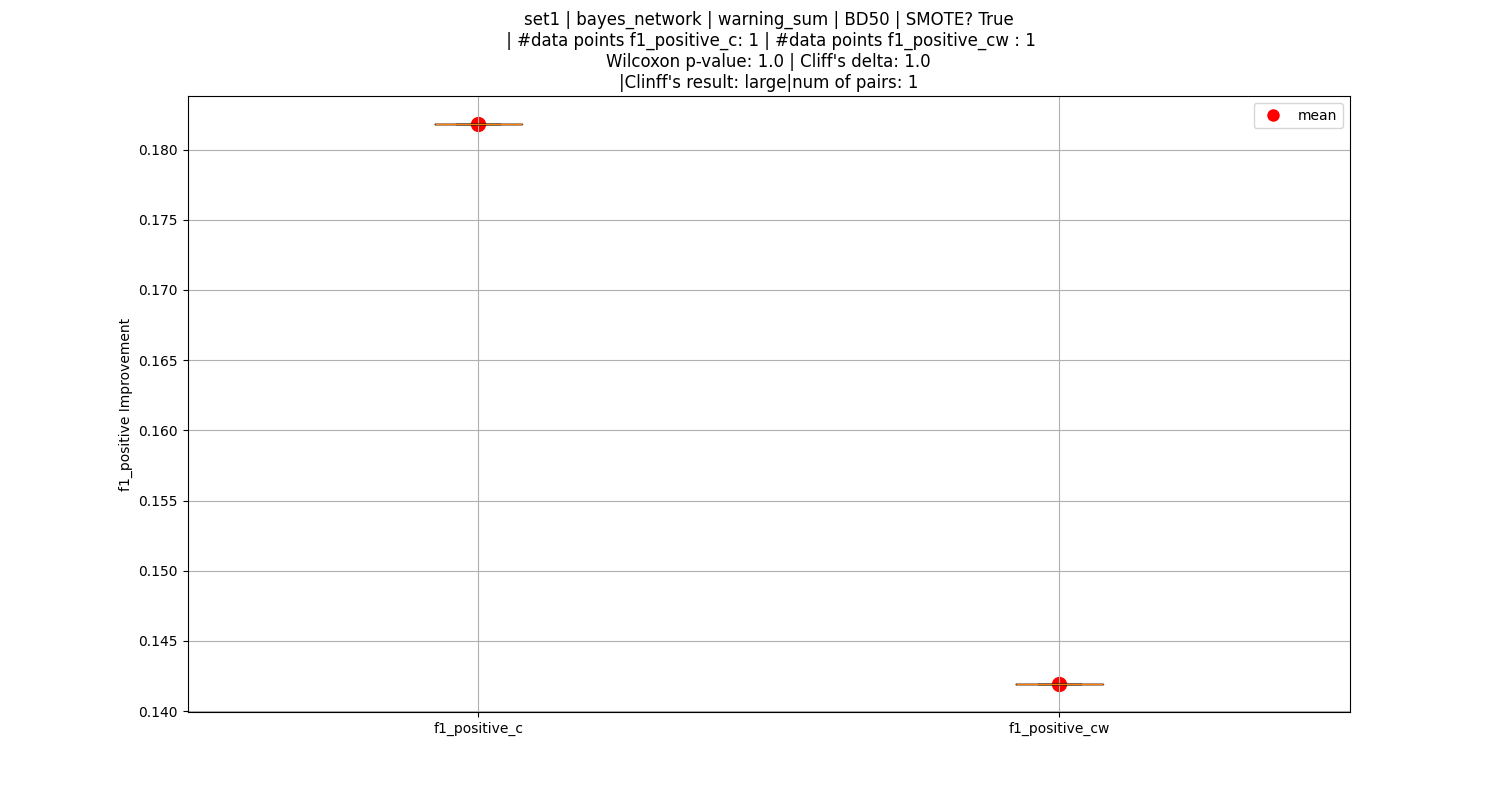 set1 | bayes_network | warning_sum | BD50 | SMOTE? True
| #data points f1_positive_c: 1 | #data points f1_positive_cw : 1
Wilcoxon p-value: 1.0 | Cliff's delta: 1.0
|Clinff's result: large|num of pairs: 1
mean
0.180
0.175
0.170
0.165
0.160
0.155
0.150
0.145
0.140
f1_positive Improvement
f1_positive_c
f1_positive_cw